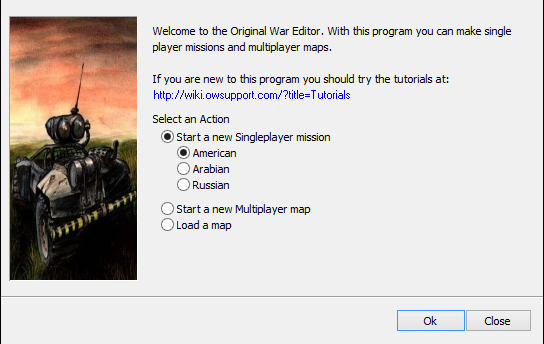 Welcome to the Original War Editor. With this program you can make single
player missions and multiplayer maps.
If you are new to this program you should try the tutorials at:
http://wiki.owsupport.com/?title=Tutorials
Select an Action
Start a new Singleplayer mission
American
Arabian
Russian
Start a new Multiplayer map
Load a map
Ok
Close